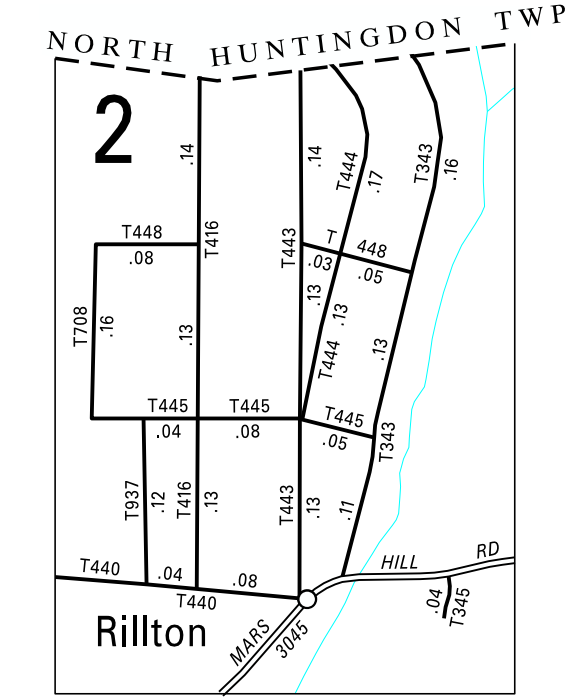 NORTH HUNTINGDON TWP
2
.14
.14
T444
.17
T343
.16
T448
.08
T416
T443
T 448
.03
.05
T708
.16
.13
.13
.13
T444
.13
T445
.04
T445
.08
T445
.05
T343
T937
.12
T416
.13
T443
.13
.11
T440
.04
.08
T440
HILL RD
MARS
3045
.04
T345
Rillton